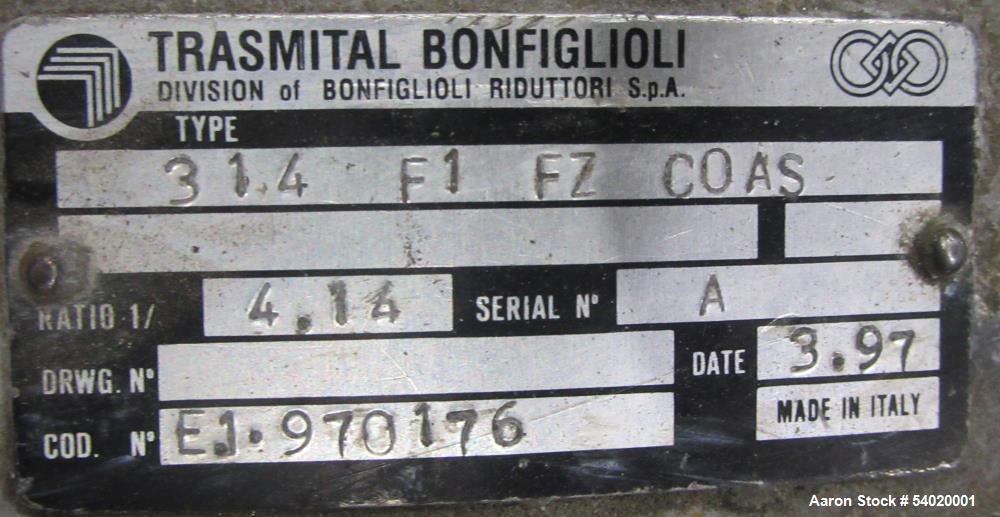 TRASMITAL BONFIGLIOLI
DIVISION of BONFIGLIOLI RIDUTTORI S.p.A.
TYPE
314 F1 FZ COAS
RATIO 1/ 4.14 SERIAL N° A
DRWG. N° DATE 3.97
COD. N° E1.970176 MADE IN ITALY
Aaron Stock # 54020001